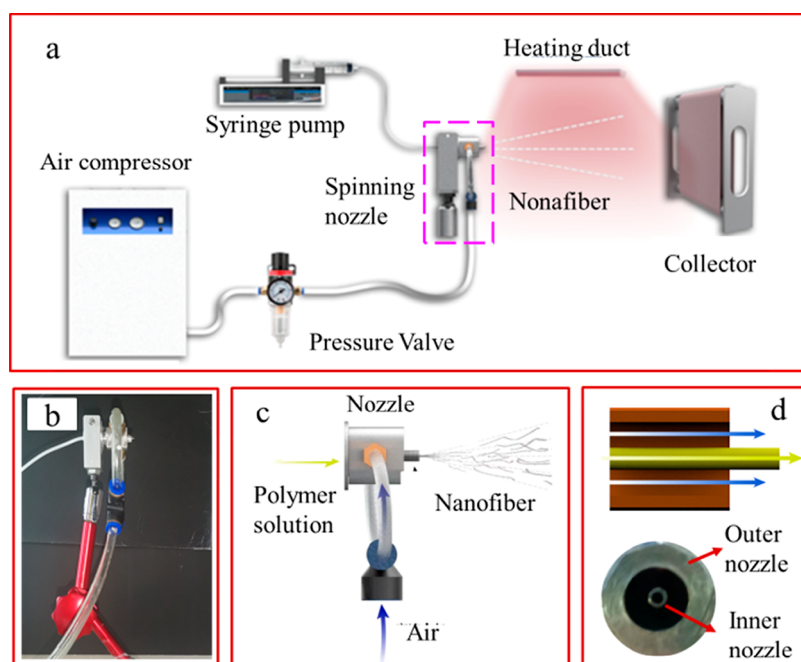 a
Heating duct
Syringe pump
Air compressor
Spinning
nozzle
Nonafiber
Collector
Pressure Valve
b
c
Nozzle
Polymer
solution
Nanofiber
Air
d
Outer
nozzle
Inner
nozzle